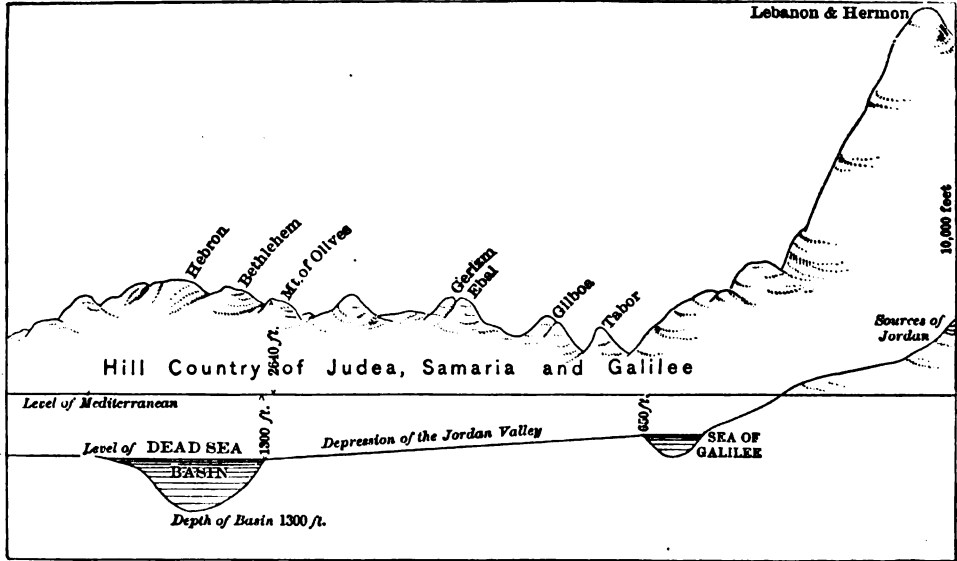 Lebanon & Hermon
10,000 feet
Hebron
Bethlehem
Mt. of Olives
Gerizm
Ebal
Gilboa
Tabor
Sources of
Jordan
2640 ft.
Hill Country of Judea, Samaria and Galilee
Level of Mediterranean
1300 ft.
650 ft.
Depression of the Jordan Valley
Level of DEAD SEA
BASIN
SEA OF
GALILEE
Depth of Basin 1300 ft.